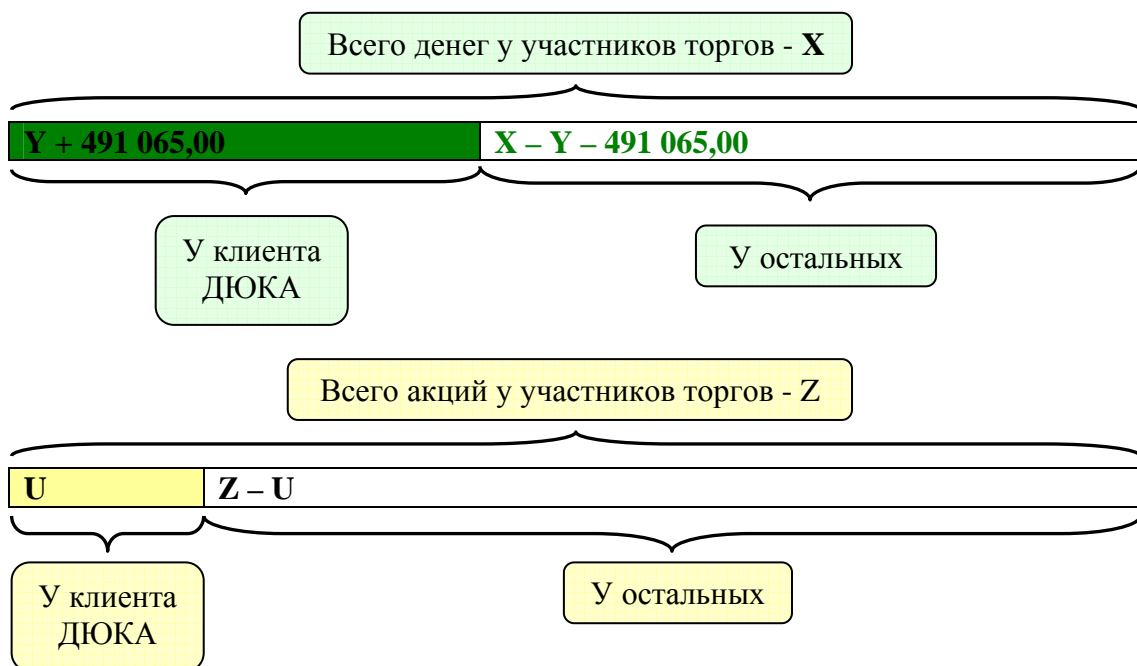 Всего денег у участников торгов - X
Y + 491 065,00
X – Y – 491 065,00
У клиента
ДЮКА
У остальных
Всего акций у участников торгов - Z
U
Z – U
У клиента
ДЮКА
У остальных